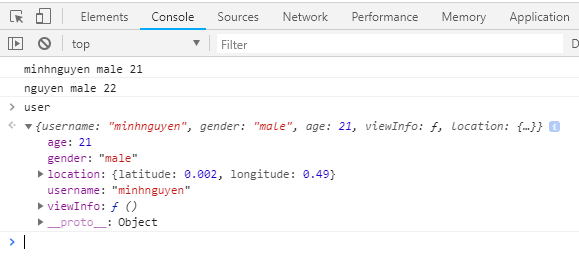 Elements Console Sources Network Performance Memory Application
top Filter D
minhnguyen male 21
nguyen male 22
user
{username: "minhnguyen", gender: "male", age: 21, viewInfo: ƒ, location: {…}} i
age: 21
gender: "male"
location: {latitude: 0.002, longitude: 0.49}
username: "minhnguyen"
viewInfo: ƒ ()
__proto__: Object